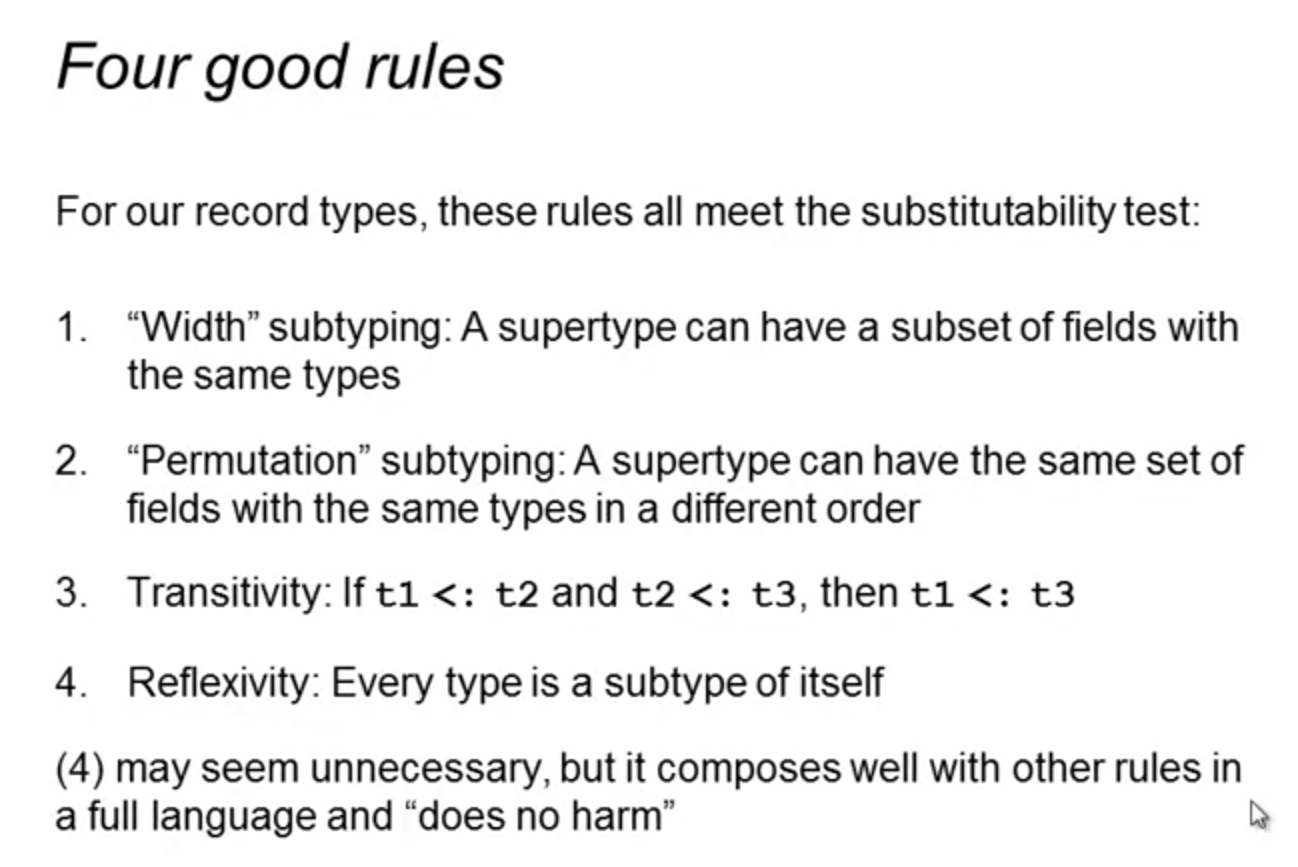 Four good rules
For our record types, these rules all meet the substitutability test:
1. “Width” subtyping: A supertype can have a subset of fields with
the same types
2. “Permutation” subtyping: A supertype can have the same set of
fields with the same types in a different order
3. Transitivity: If t1 <: t2 and t2 <: t3, then t1 <: t3
4. Reflexivity: Every type is a subtype of itself
(4) may seem unnecessary, but it composes well with other rules in
a full language and “does no harm”